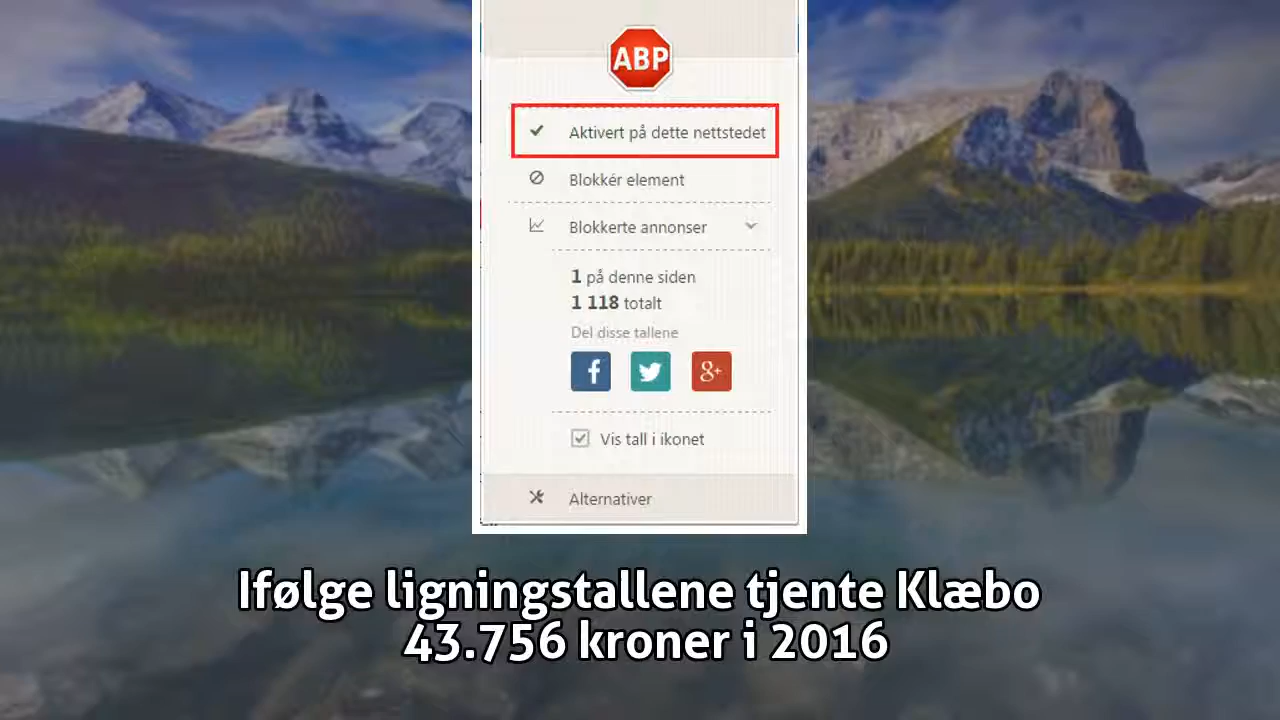 ABP
Aktivert på dette nettstedet
Blokkér element
Blokkerte annonser
1 på denne siden
1 118 totalt
Del disse tallene
f
8+
Vis tall i ikonet
Alternativer
Ifølge ligningstallene tjente Klæbo
43.756 kroner i 2016